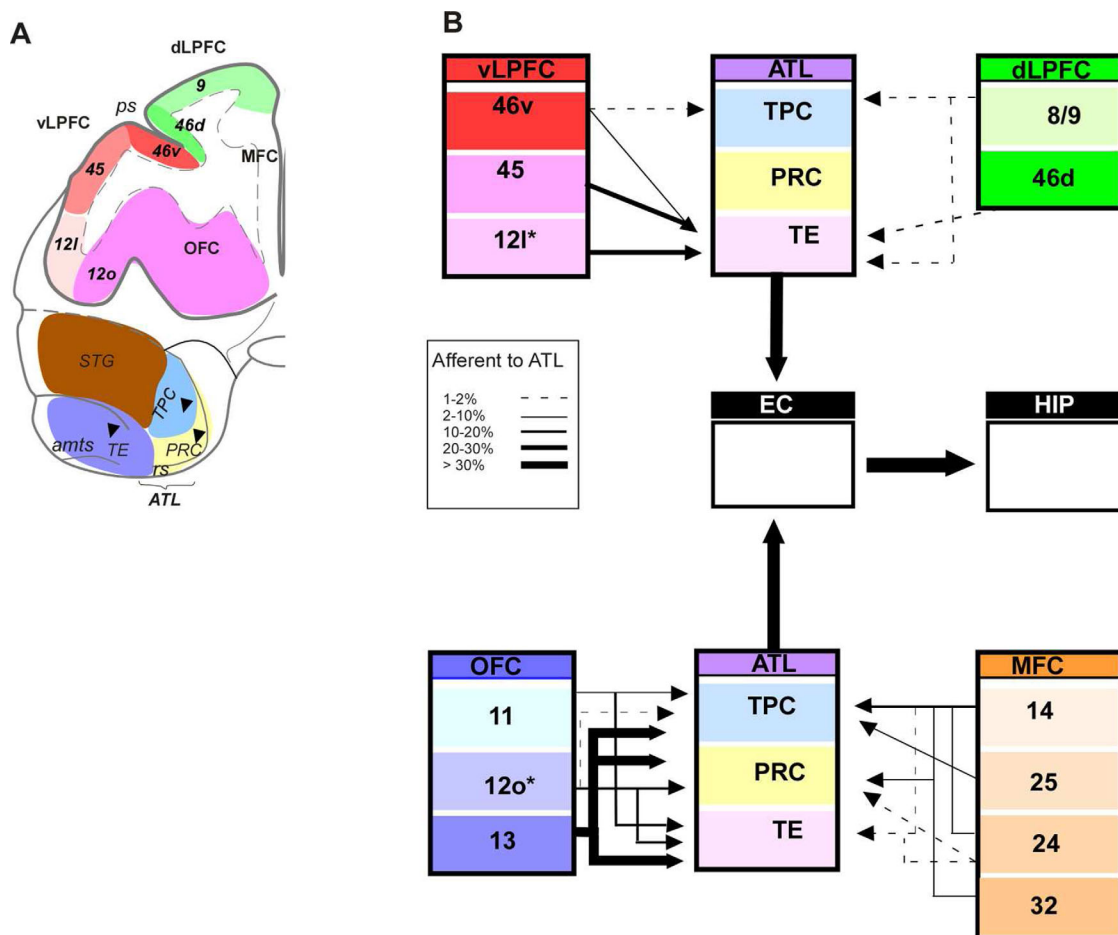 A
dLPFC
9
ps
46d
vLPFC
46v
MFC
45
12l
OFC
12o
STG
TPC
amts
TE
PRC
rs
ATL
B
vLPFC
46v
45
12l*
ATL
TPC
PRC
TE
dLPFC
8/9
46d
Afferent to ATL
1-2%
2-10%
10-20%
20-30%
> 30%
EC
HIP
OFC
11
12o*
13
ATL
TPC
PRC
TE
MFC
14
25
24
32